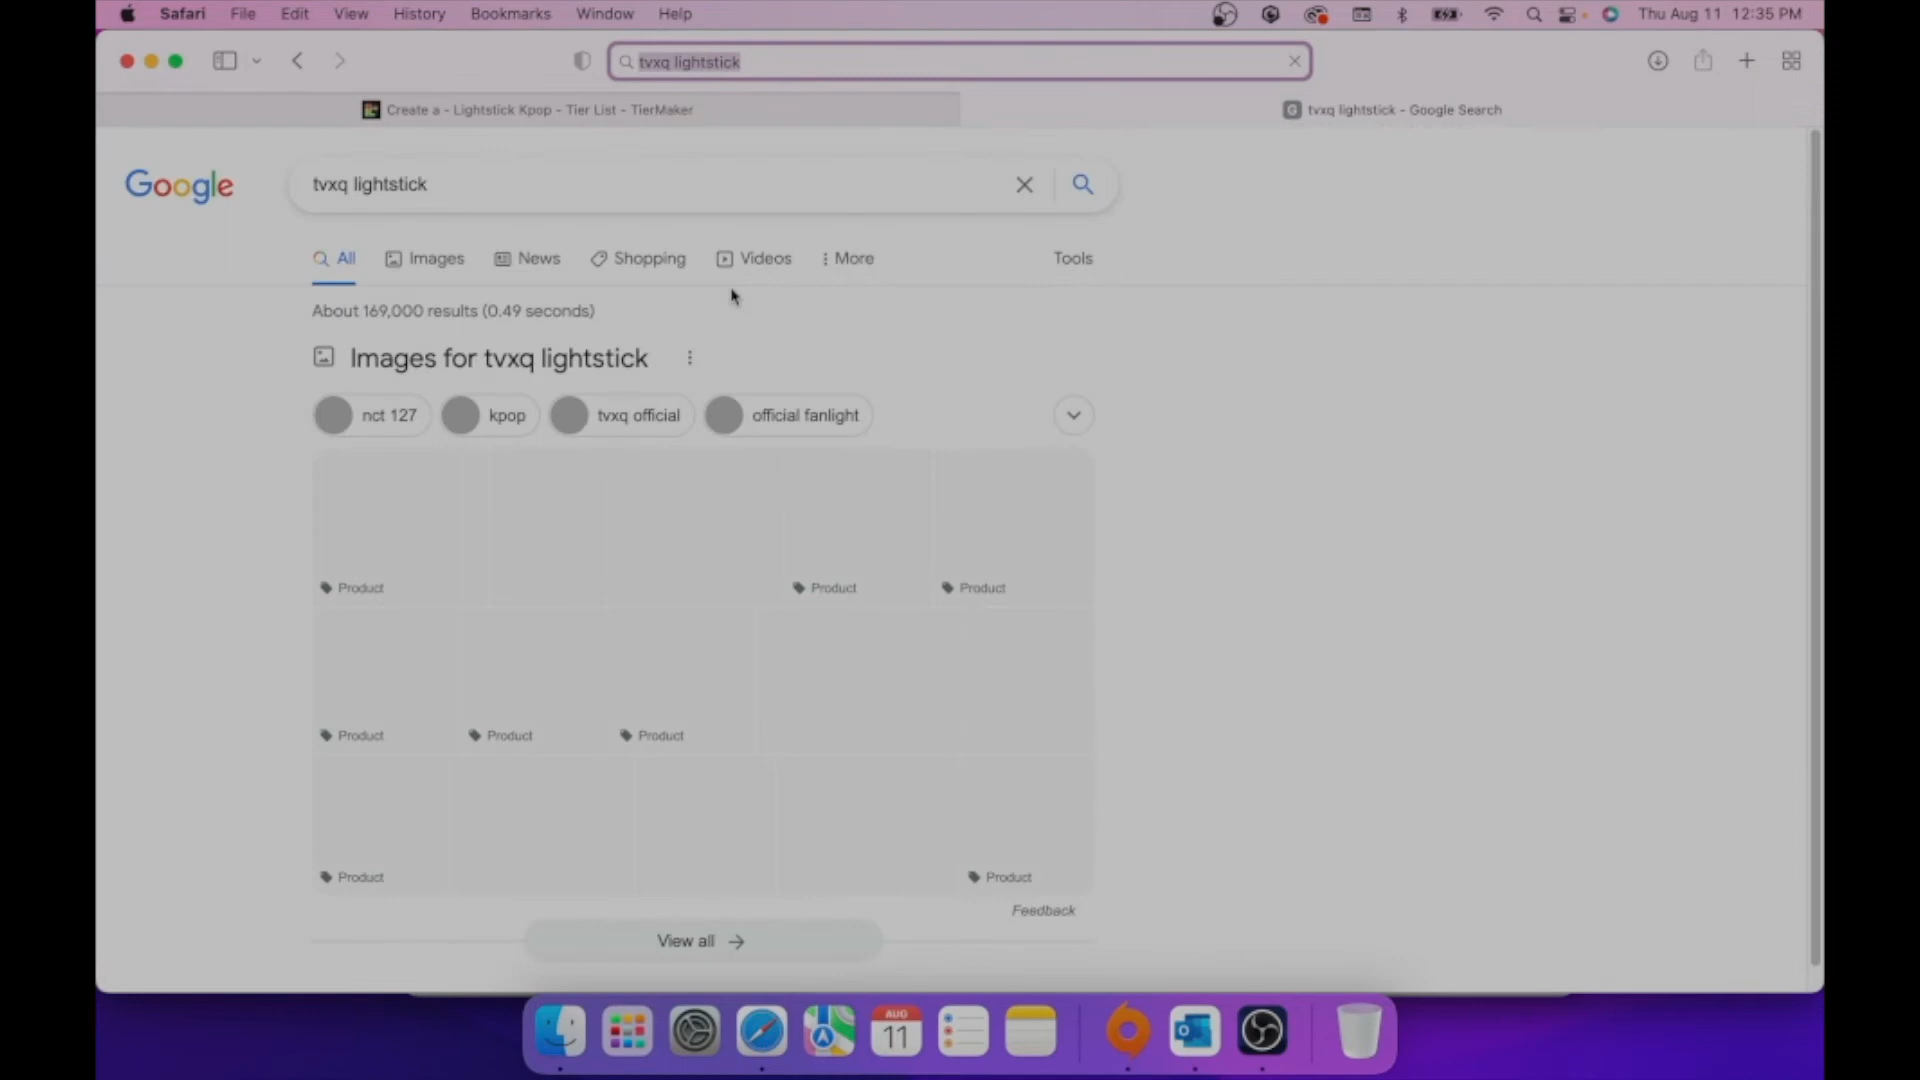 Safari File Edit View History Bookmarks Window Help Thu Aug 11 12:35 PM
tvxq lightstick
Create a - Lightstick Kpop - Tier List - TierMaker
G tvxq lightstick - Google Search
Google
tvxq lightstick
All Images News Shopping Videos More Tools
About 169,000 results (0.49 seconds)
Images for tvxq lightstick
nct 127 kpop tvxq official official fanlight
Product Product Product
Product Product Product
Product Product
Feedback
View all
AUG
11